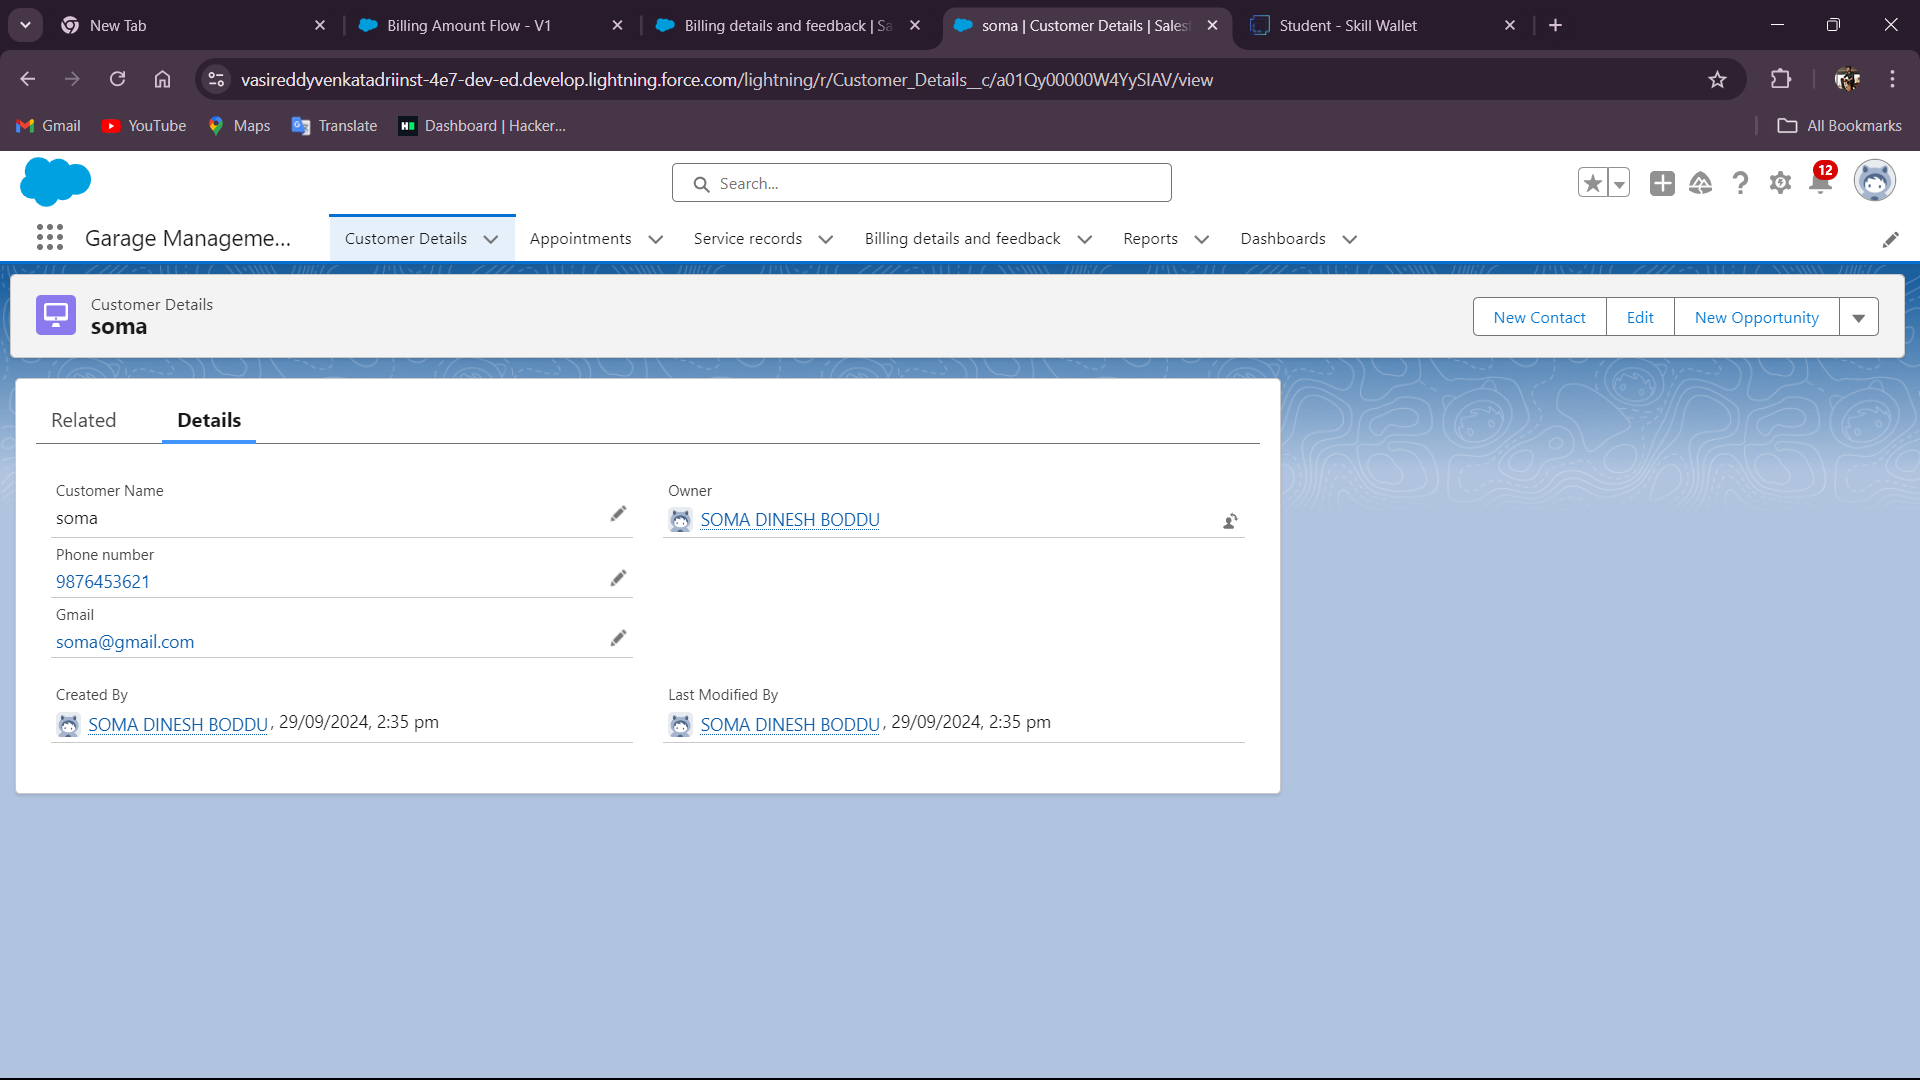 New Tab
Billing Amount Flow - V1
Billing details and feedback | Sa
soma | Customer Details | Sales
Student - Skill Wallet
vasireddyvenkatadriinst-4e7-dev-ed.develop.lightning.force.com/lightning/r/Customer_Details__c/a01Qy00000W4YySIAV/view
Gmail
YouTube
Maps
Translate
Dashboard | Hacker...
All Bookmarks
Search...
12
Garage Manageme...
Customer Details
Appointments
Service records
Billing details and feedback
Reports
Dashboards
Customer Details
soma
New Contact
Edit
New Opportunity
Related
Details
Customer Name
soma
Owner
SOMA DINESH BODDU
Phone number
9876453621
Gmail
soma@gmail.com
Created By
SOMA DINESH BODDU, 29/09/2024, 2:35 pm
Last Modified By
SOMA DINESH BODDU, 29/09/2024, 2:35 pm